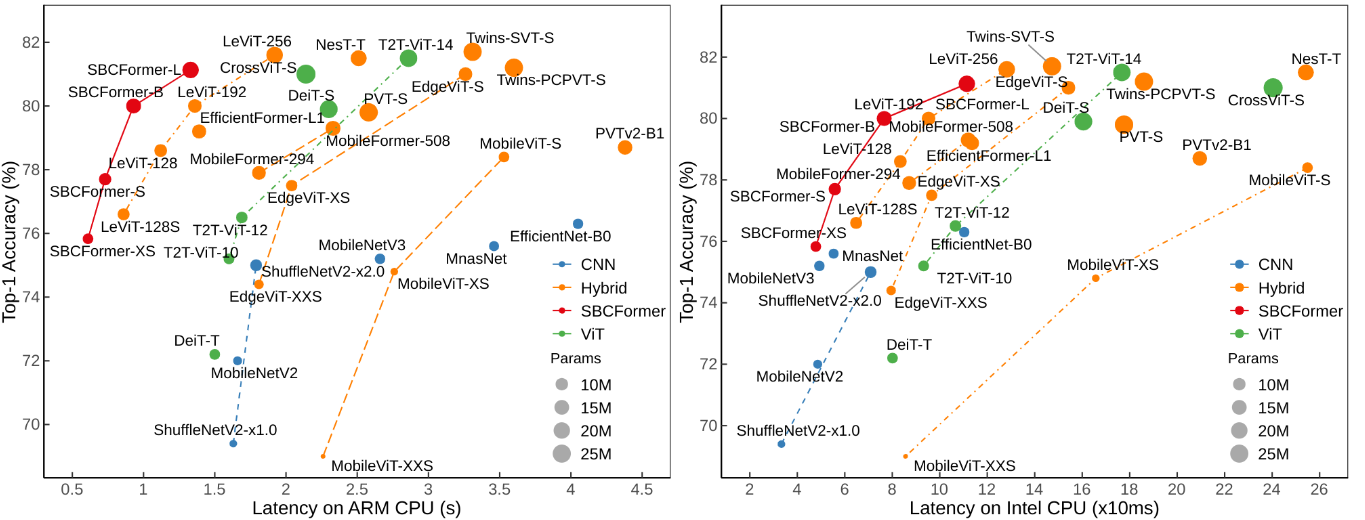 LeViT-256
NesT-T
T2T-ViT-14
Twins-SVT-S
SBCFormer-L
CrossViT-S
EdgeViT-S
Twins-PCPVT-S
SBCFormer-B
LeViT-192
DeiT-S
PVT-S
EfficientFormer-L1
MobileFormer-508
MobileViT-S
PVTv2-B1
LeViT-128
MobileFormer-294
SBCFormer-S
EdgeViT-XS
LeViT-128S
T2T-ViT-12
SBCFormer-XS
T2T-ViT-10
MobileNetV3
EfficientNet-B0
MnasNet
ShuffleNetV2-x2.0
MobileViT-XS
EdgeViT-XXS
DeiT-T
MobileNetV2
ShuffleNetV2-x1.0
MobileViT-XXS
CNN
Hybrid
SBCFormer
ViT
Params
10M
15M
20M
25M
82
80
78
76
74
72
70
Top-1 Accuracy (%)
0.5 1 1.5 2 2.5 3 3.5 4 4.5
Latency on ARM CPU (s)
Twins-SVT-S
LeViT-256
T2T-ViT-14
NesT-T
EdgeViT-S
Twins-PCPVT-S
CrossViT-S
LeViT-192
SBCFormer-L
DeiT-S
SBCFormer-B
MobileFormer-508
PVT-S
LeViT-128
EfficientFormer-L1
PVTv2-B1
MobileFormer-294
EdgeViT-XS
MobileViT-S
SBCFormer-S
LeViT-128S
T2T-ViT-12
SBCFormer-XS
EfficientNet-B0
MnasNet
MobileNetV3
T2T-ViT-10
MobileViT-XS
ShuffleNetV2-x2.0
EdgeViT-XXS
DeiT-T
MobileNetV2
ShuffleNetV2-x1.0
MobileViT-XXS
CNN
Hybrid
SBCFormer
ViT
Params
10M
15M
20M
25M
82
80
78
76
74
72
70
Top-1 Accuracy (%)
2 4 6 8 10 12 14 16 18 20 22 24 26
Latency on Intel CPU (x10ms)